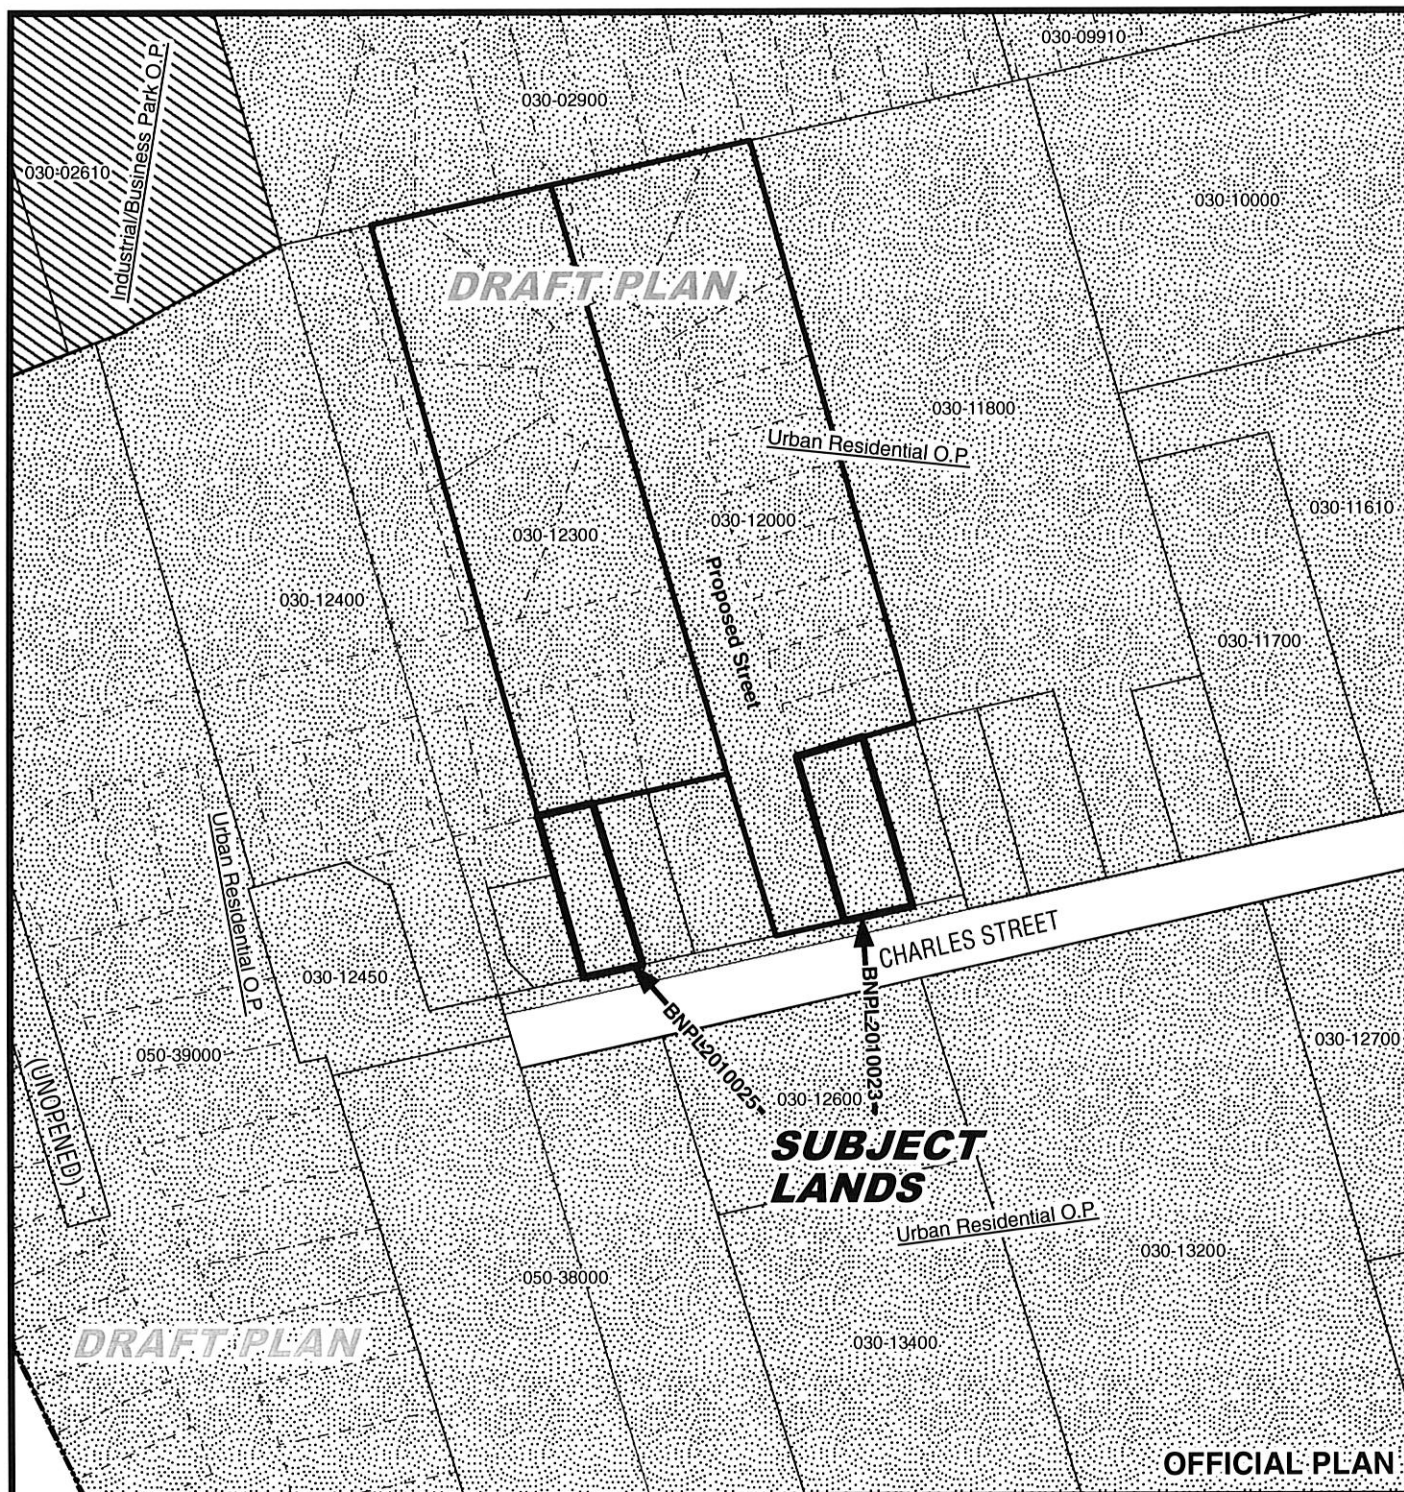 030-09910
Industrial/Business Park O.P
030-02900
030-02610
030-10000
DRAFT PLAN
030-11800
Urban Residential O.P.
030-11610
030-12300
030-12000
Proposed Street
030-12400
030-11700
Urban Residential O.P
030-12450
CHARLES STREET
BNPL2010025
BNPL2010023
050-39000
(UNOPENED)
030-12700
030-12600
SUBJECT
LANDS
Urban Residential O.P.
030-13200
050-38000
DRAFT PLAN
030-13400
OFFICIAL PLAN